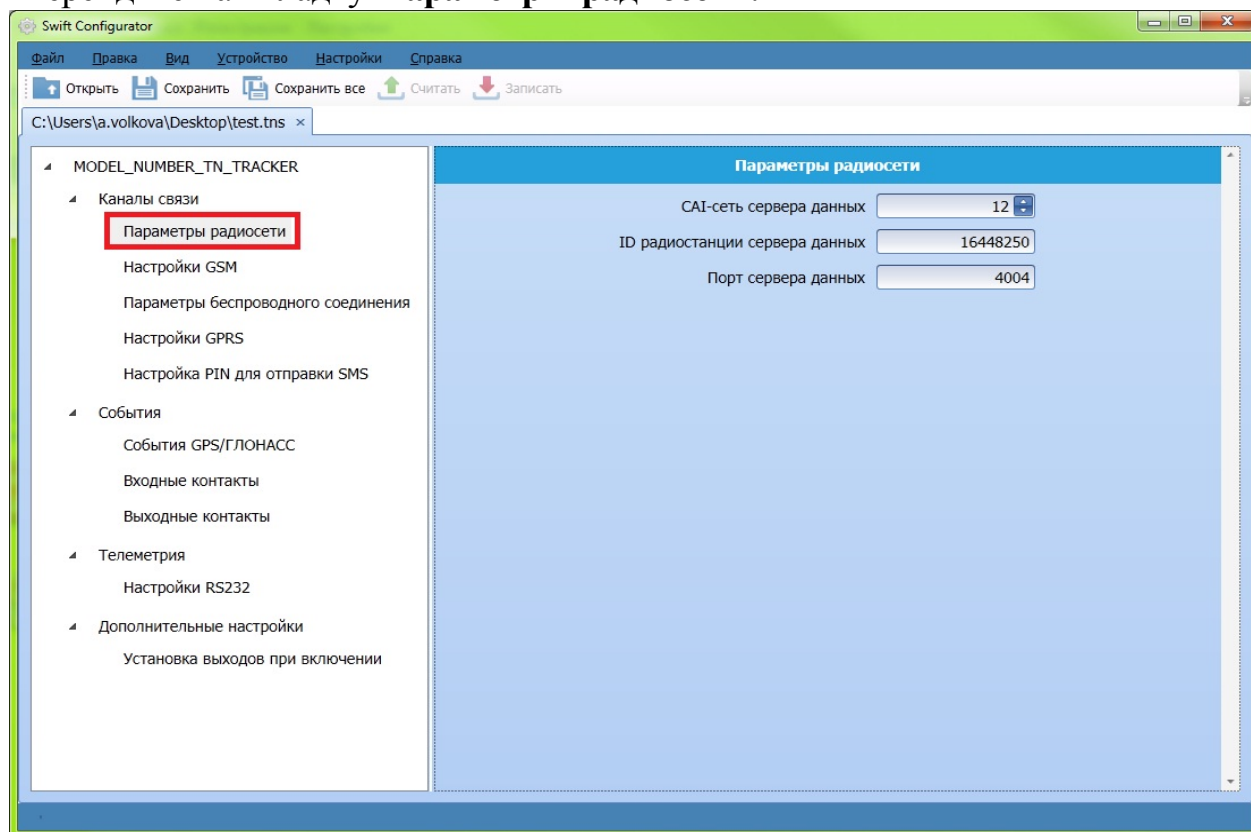 Swift Configurator
Файл Правка Вид Устройство Настройки Справка
Открыть Сохранить Сохранить все Считать Записать
C:\Users\a.volkova\Desktop\test.tns ×
MODEL_NUMBER_TN_TRACKER
Каналы связи
Параметры радиосети
Настройки GSM
Параметры беспроводного соединения
Настройки GPRS
Настройка PIN для отправки SMS
События
События GPS/ГЛОНАСС
Входные контакты
Выходные контакты
Телеметрия
Настройки RS232
Дополнительные настройки
Установка выходов при включении
Параметры радиосети
CAI-сеть сервера данных 12
ID радиостанции сервера данных 16448250
Порт сервера данных 4004